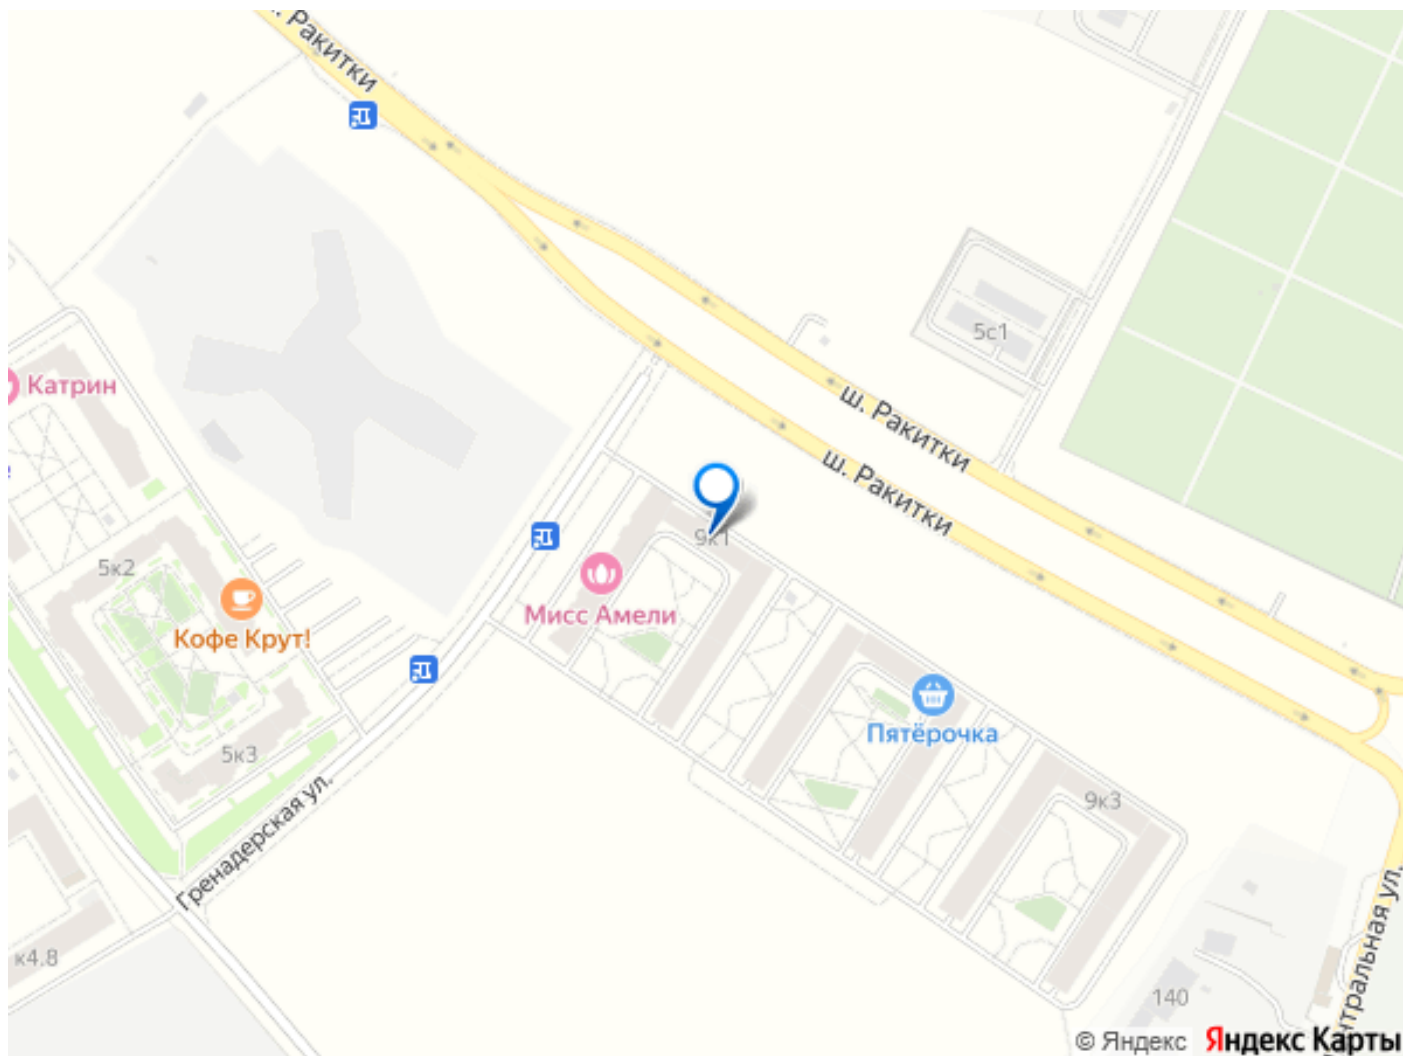 ш. Ракитки
5с1
Катрин
ш. Ракитки
ш. Ракитки
9к1
5к2
Мисс Амели
Кофе Крут!
Пятёрочка
5к3
9к3
Гренадерская ул.
к4.8
140
нтральная ул.
© Яндекс
Яндекс Карты